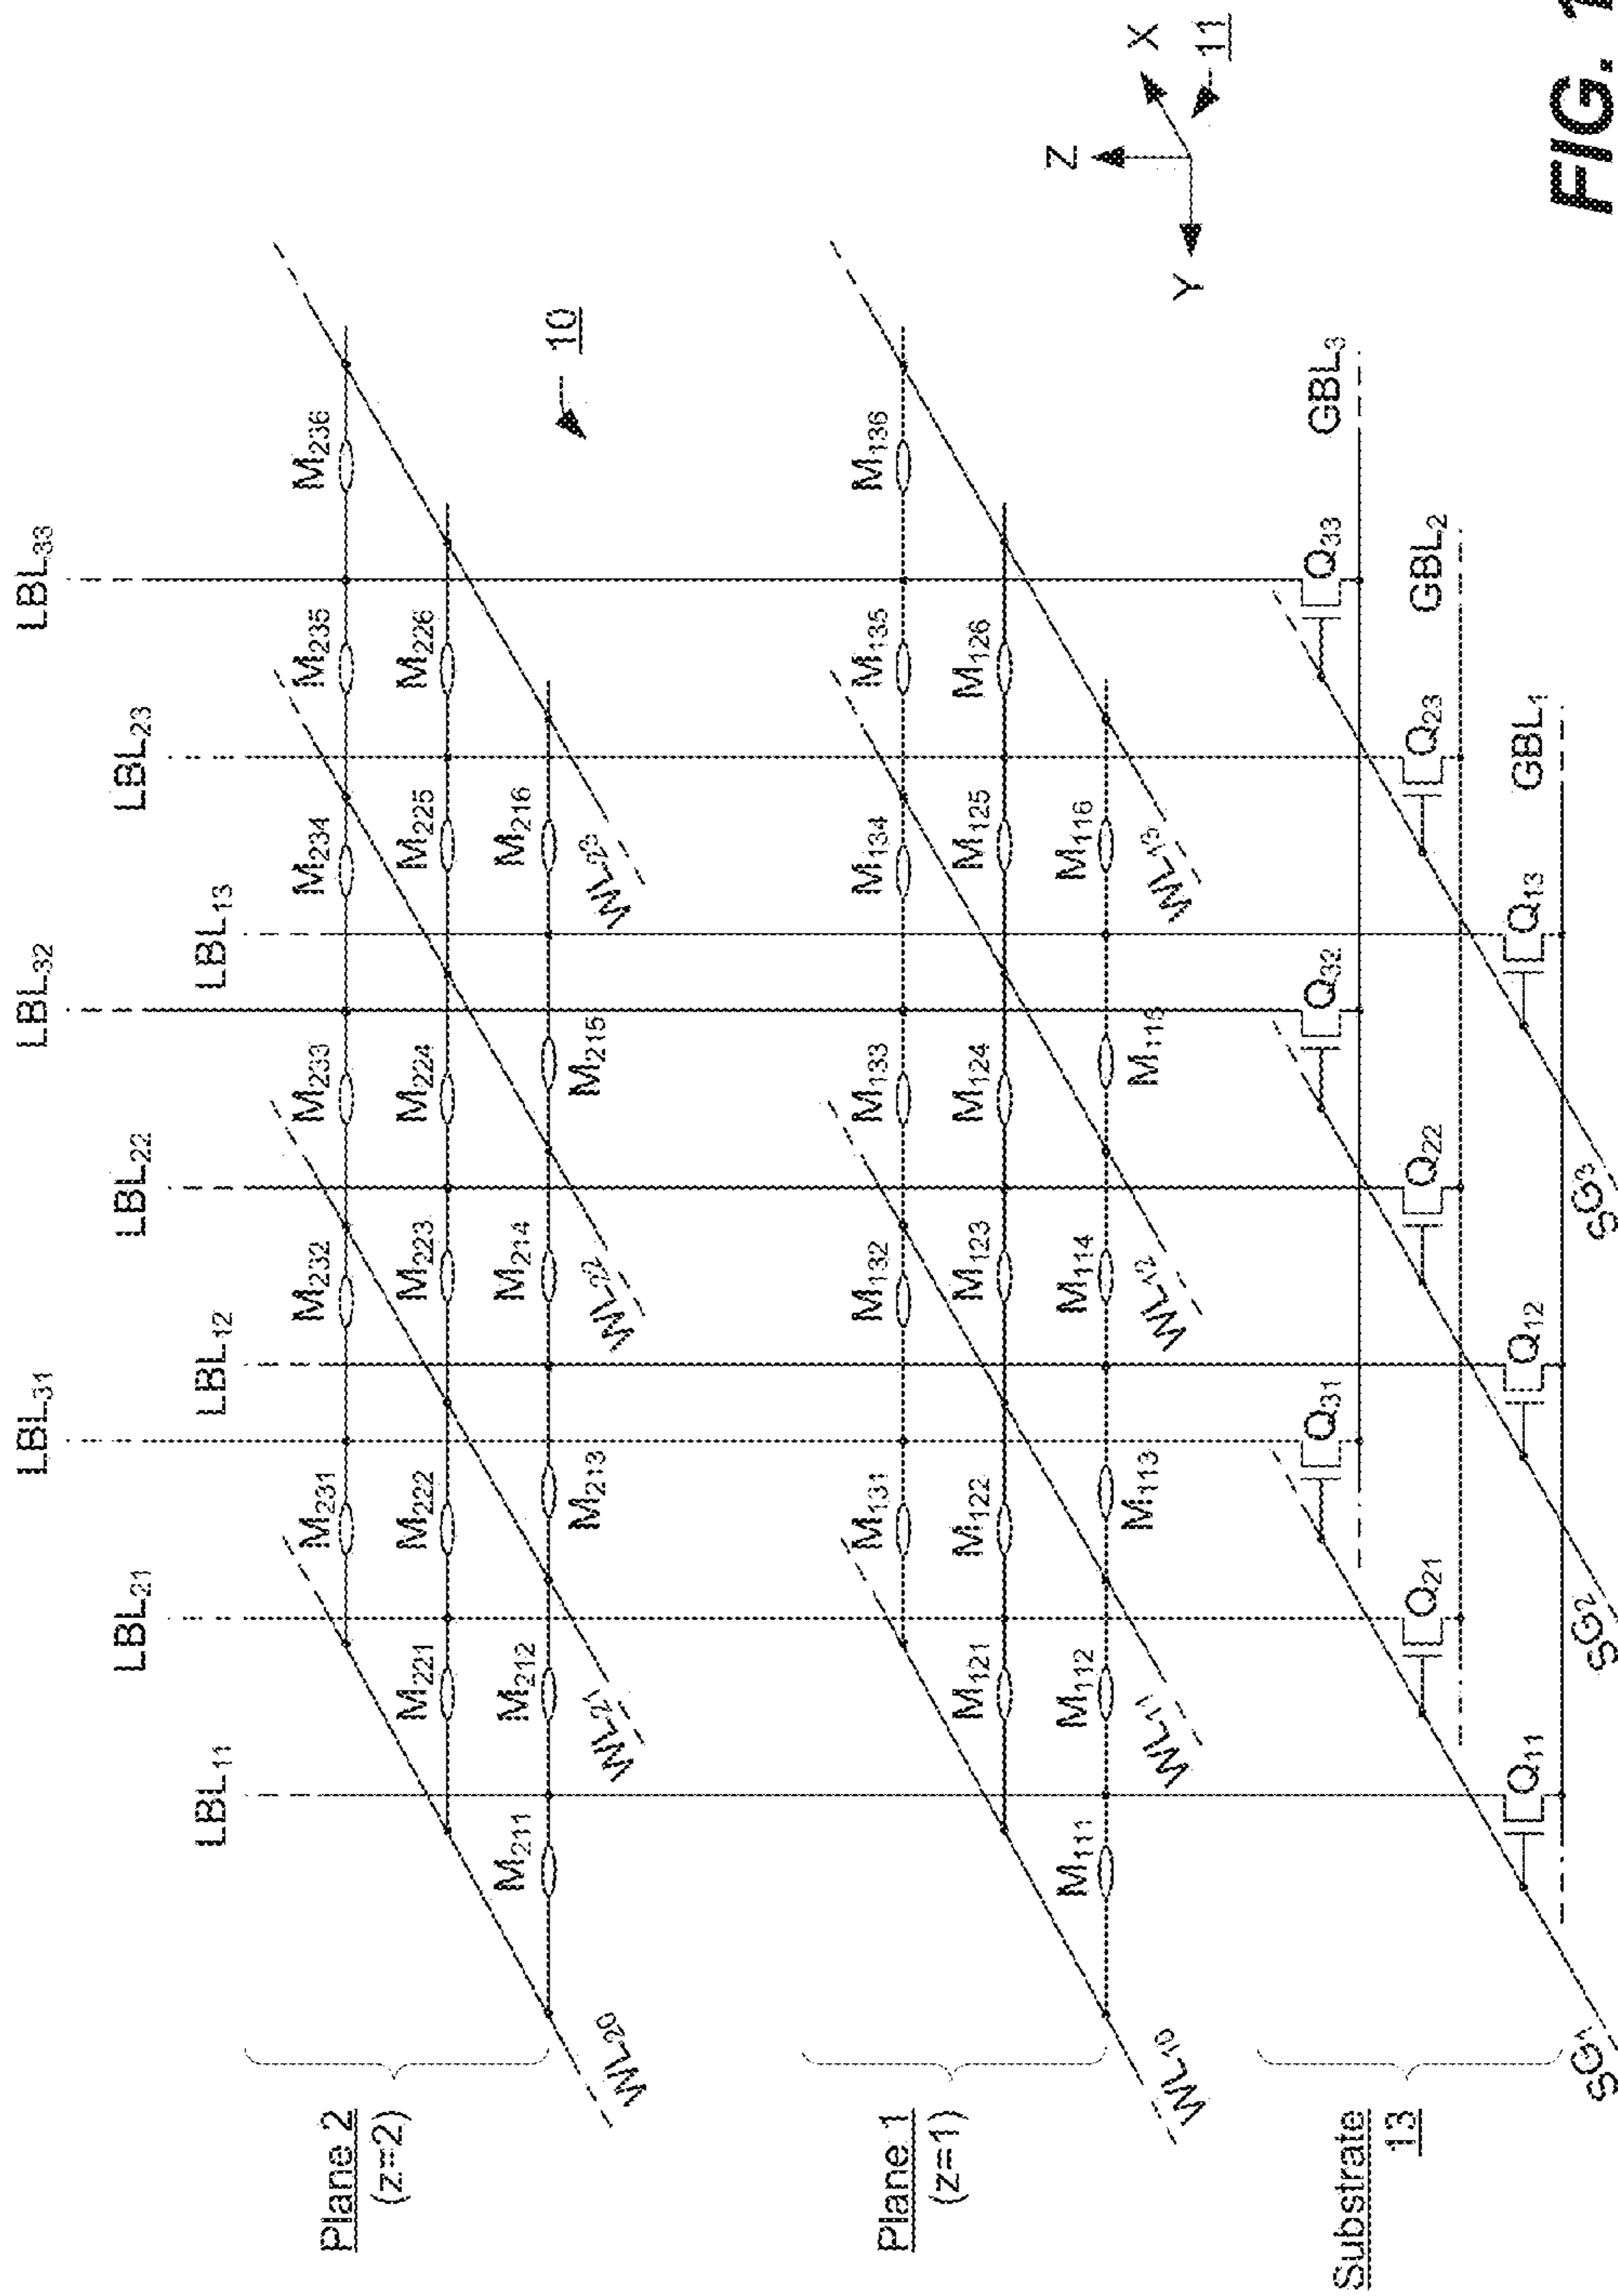 LBL11
LBL21
LBL31
LBL12
LBL22
LBL32
LBL13
LBL23
LBL33
Plane 2
(z=2)
M231
M232
M233
M234
M235
M236
M221
M222
M223
M224
M225
M226
M211
M212
M213
M214
M215
M216
WL20
WL21
WL22
WL23
10
Plane 1
(z=1)
M131
M132
M133
M134
M135
M136
M121
M122
M123
M124
M125
M126
M111
M112
M113
M114
M115
M116
WL10
WL11
WL12
WL13
Z
X
Y
11
Substrate
13
Q31
Q32
Q33
GBL3
Q21
Q22
Q23
GBL2
Q11
Q12
Q13
GBL1
SG1
SG2
SG3
FIG. 1